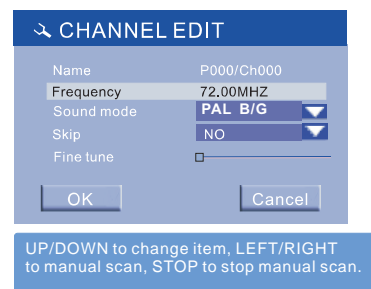 CHANNEL EDIT
Name P000/Ch000
Frequency 72.00MHZ
Sound mode PAL B/G
Skip NO
Fine tune
OK Cancel
UP/DOWN to change item, LEFT/RIGHT
to manual scan, STOP to stop manual scan.